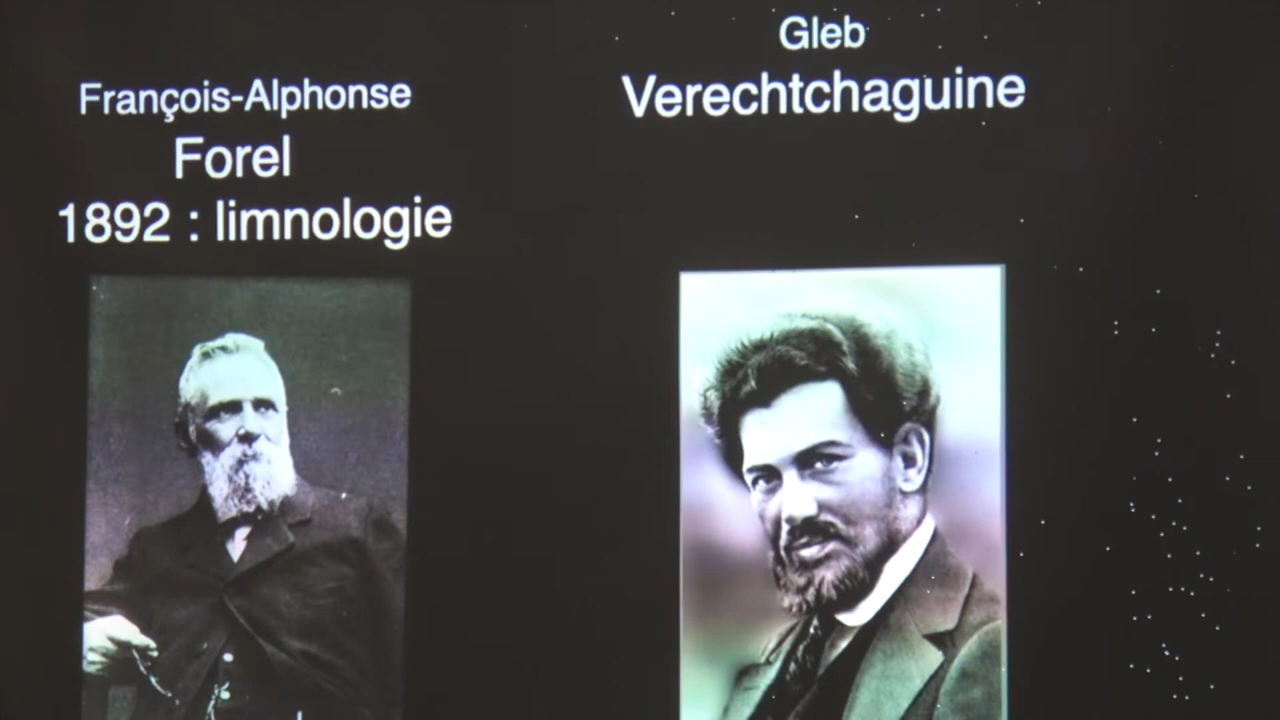 François-Alphonse
Forel
1892 : limnologie
Gleb
Verechtchaguine